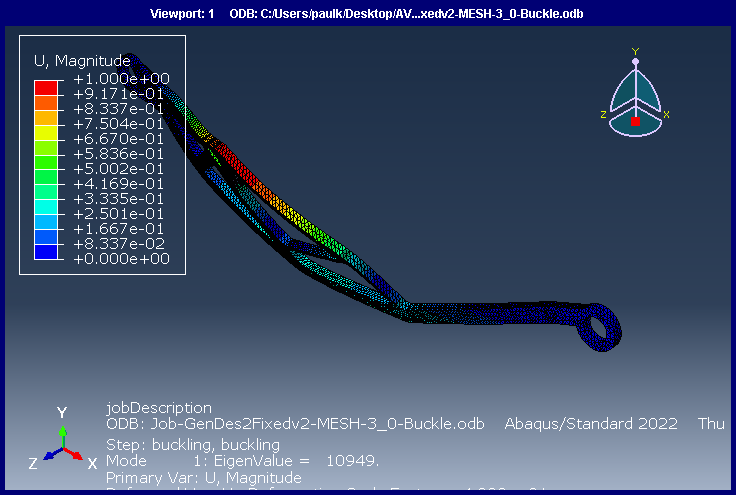 Viewport: 1 ODB: C:/Users/paulk/Desktop/AV...xedv2-MESH-3_0-Buckle.odb
U, Magnitude
+1.000e+00
+9.171e-01
+8.337e-01
+7.504e-01
+6.670e-01
+5.836e-01
+5.002e-01
+4.169e-01
+3.335e-01
+2.501e-01
+1.667e-01
+8.337e-02
+0.000e+00
Y
Z
X
Y
Z
X
jobDescription
ODB: Job-GenDes2Fixedv2-MESH-3_0-Buckle.odb Abaqus/Standard 2022 Thu
Step: buckling, buckling
Mode 1: EigenValue = 10949.
Primary Var: U, Magnitude